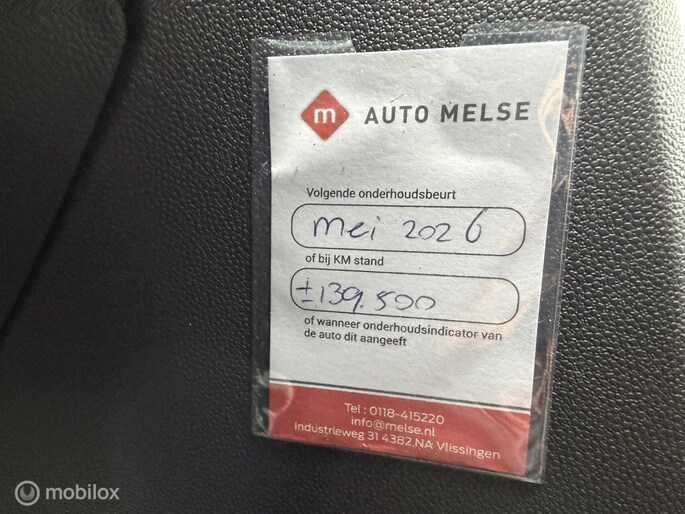 m AUTO MELSE
Volgende onderhoudsbeurt
mei 2026
of bij KM stand
± 139.500
of wanneer onderhoudsindicator van
de auto dit aangeeft
Tel : 0118-415220
info@melse.nl
Industrieweg 31 4382,NA Vlissingen
mobilox